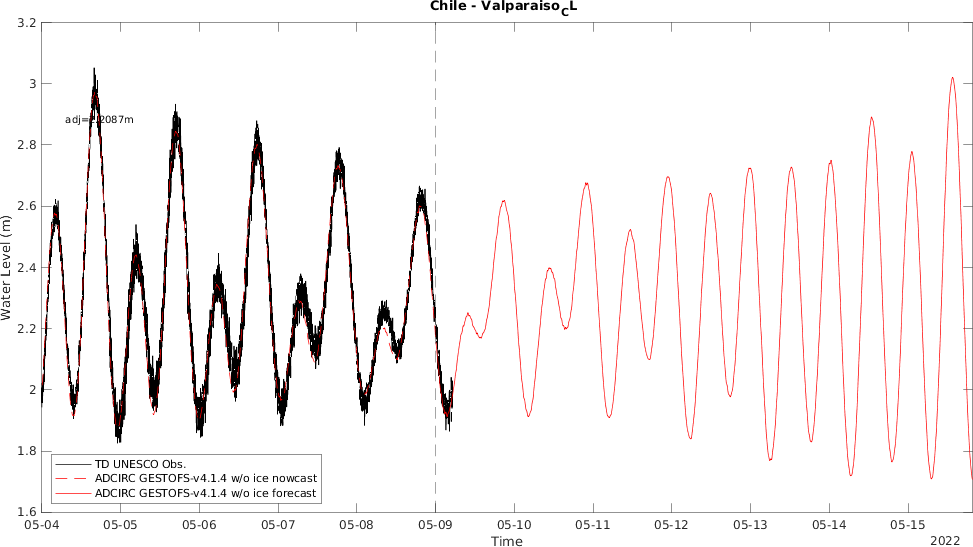 Chile - Valparaiso_CL
3.2
3
2.8
2.6
2.4
2.2
2
1.8
1.6
Water Level (m)
TD UNESCO Obs.
ADCIRC GESTOFS-v4.1.4 w/o ice nowcast
ADCIRC GESTOFS-v4.1.4 w/o ice forecast
05-04 05-05 05-06 05-07 05-08 05-09 05-10 05-11 05-12 05-13 05-14 05-15
Time
2022